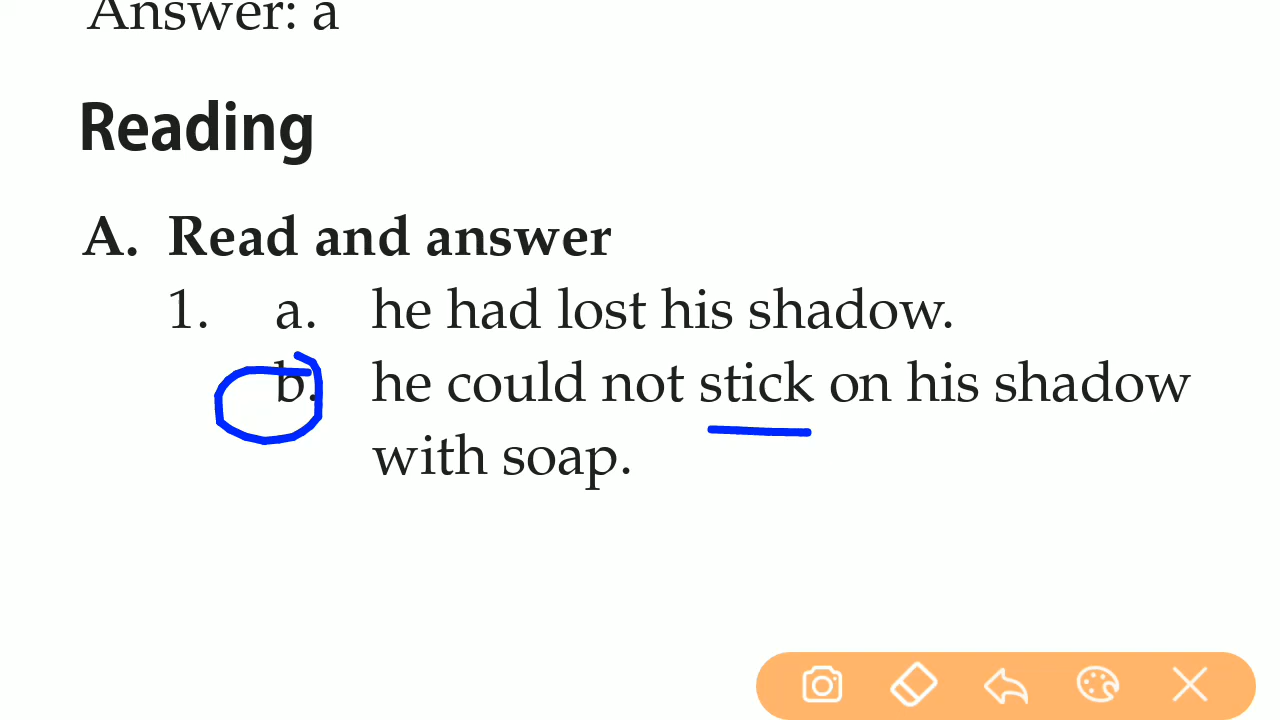 Answer: a
Reading
A. Read and answer
1. a. he had lost his shadow.
b. he could not stick on his shadow
with soap.